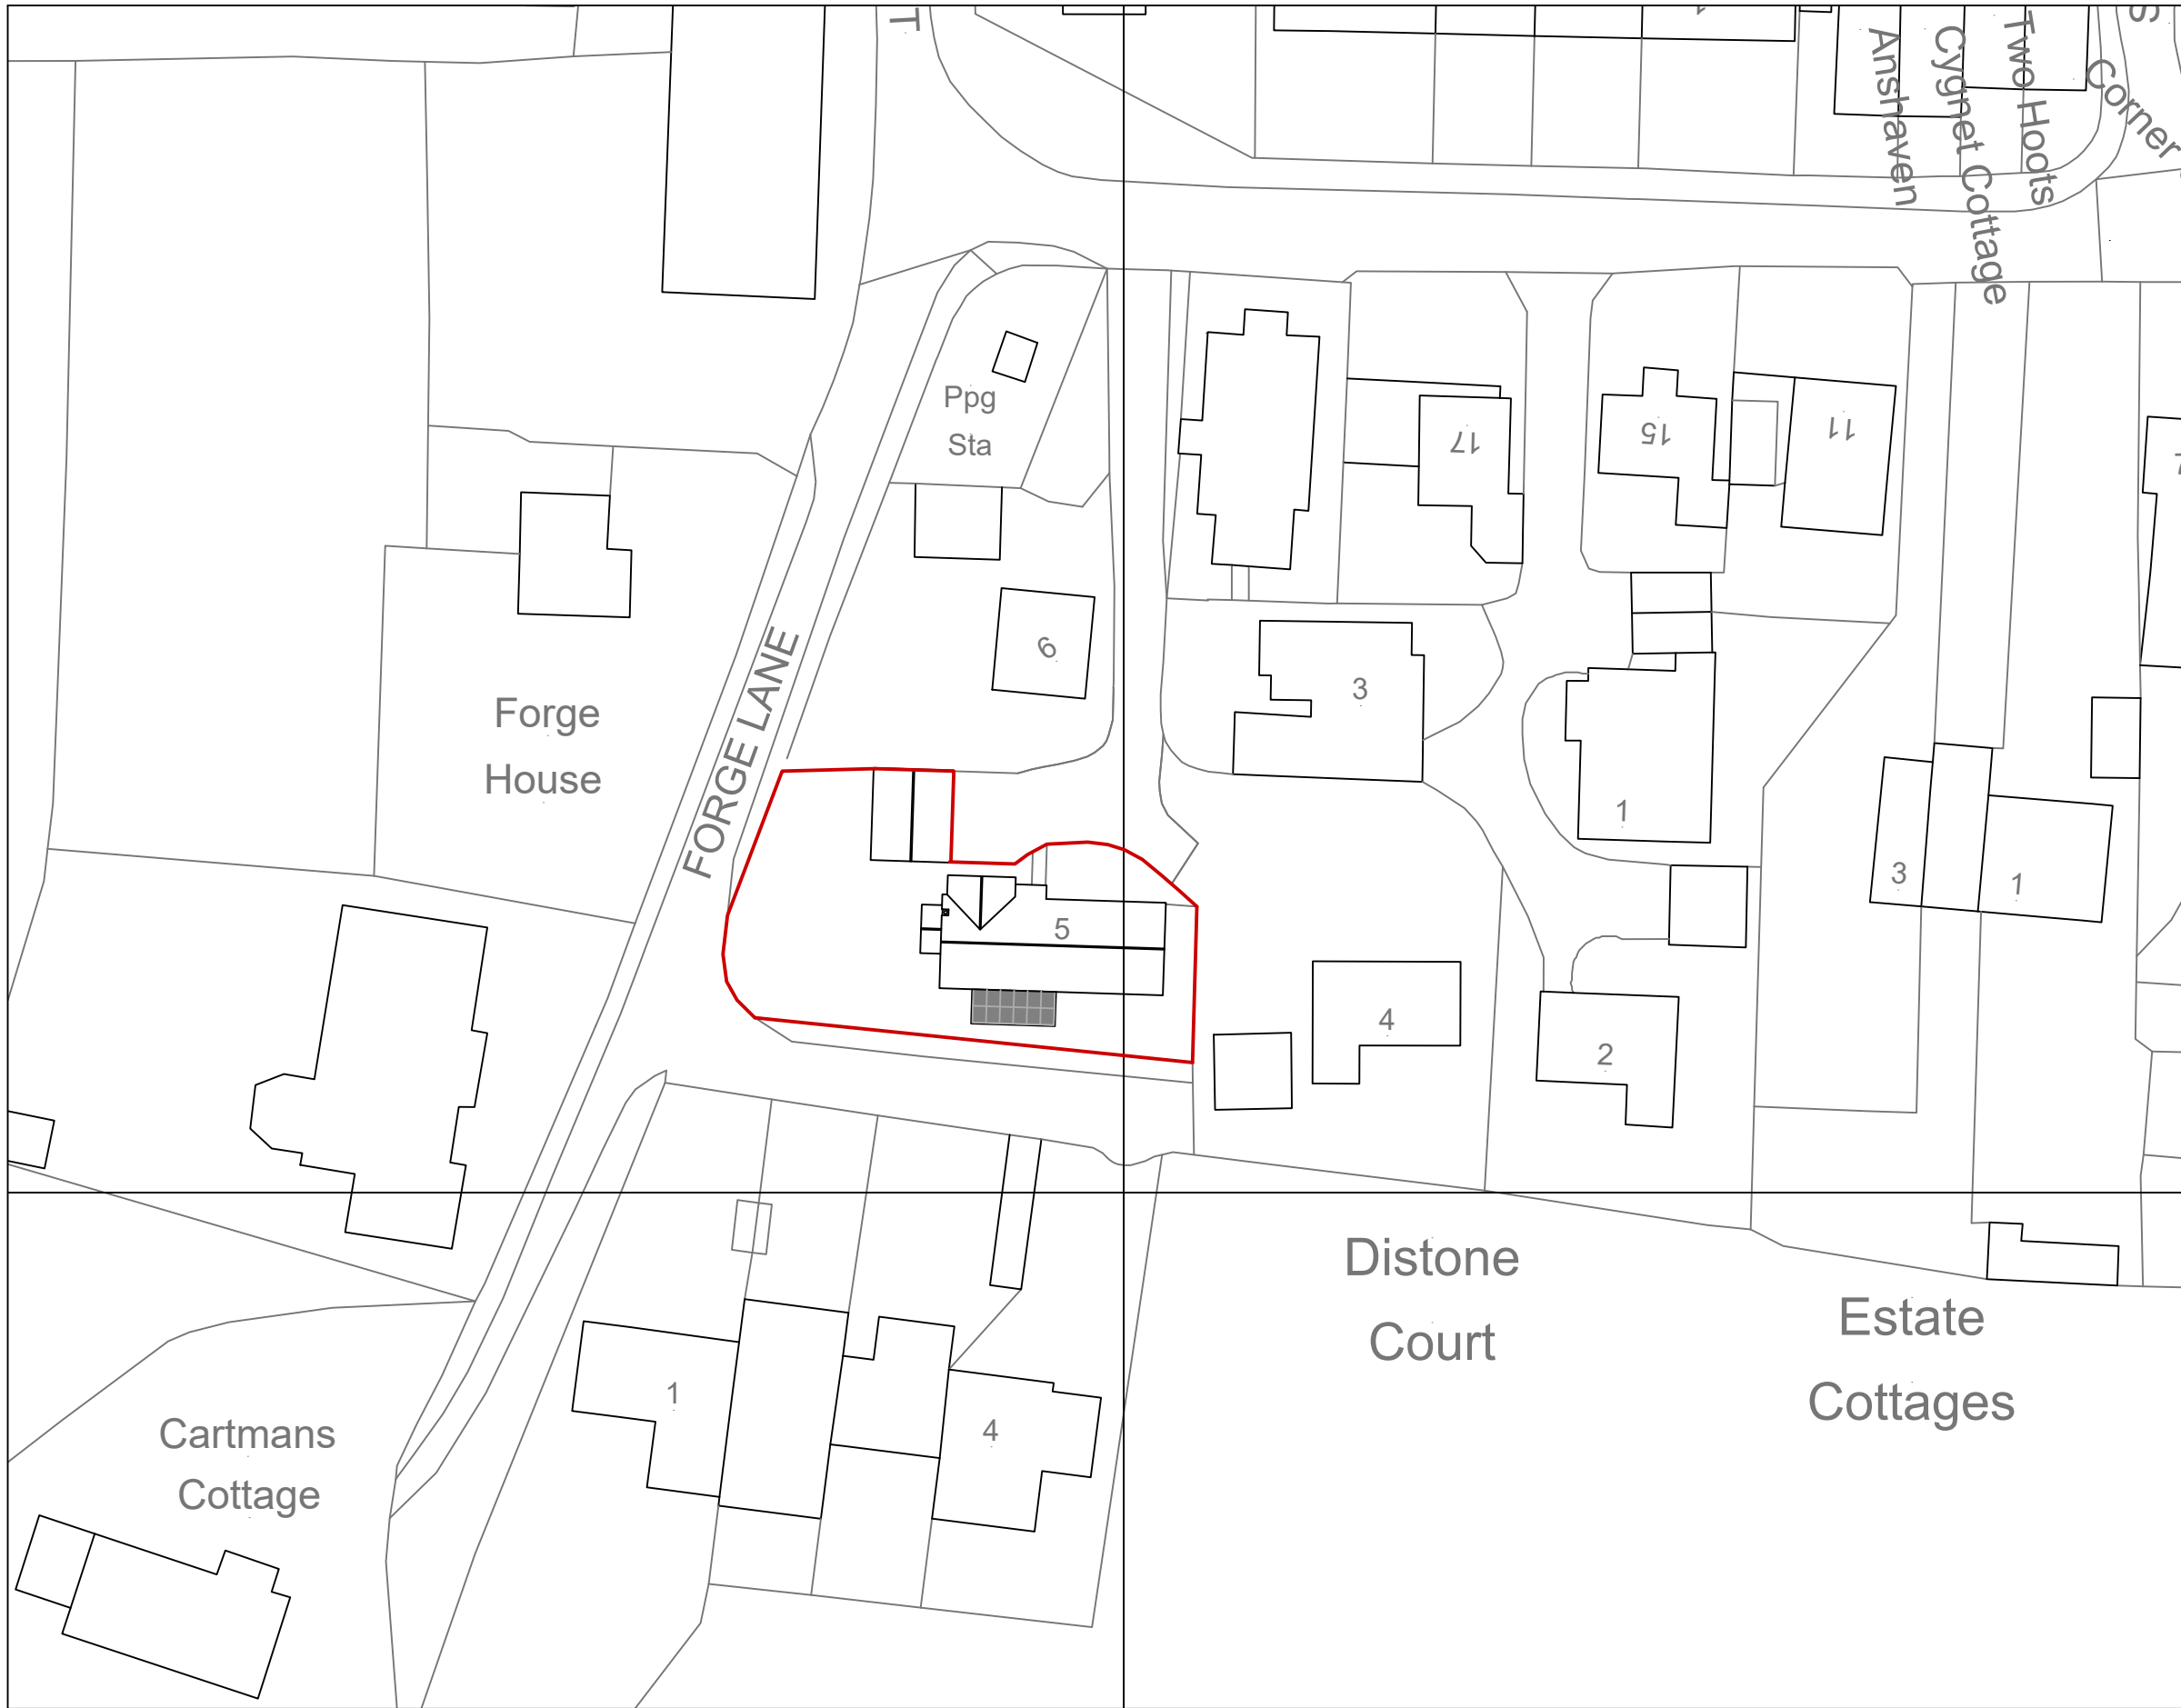 Anshaven
Cygnet Cottage
Two Hoots
Corner
Ppg
Sta
17
15
11
6
3
1
Forge
House
FORGE LANE
5
3
1
4
2
Distone
Court
Estate
Cottages
1
4
Cartmans
Cottage